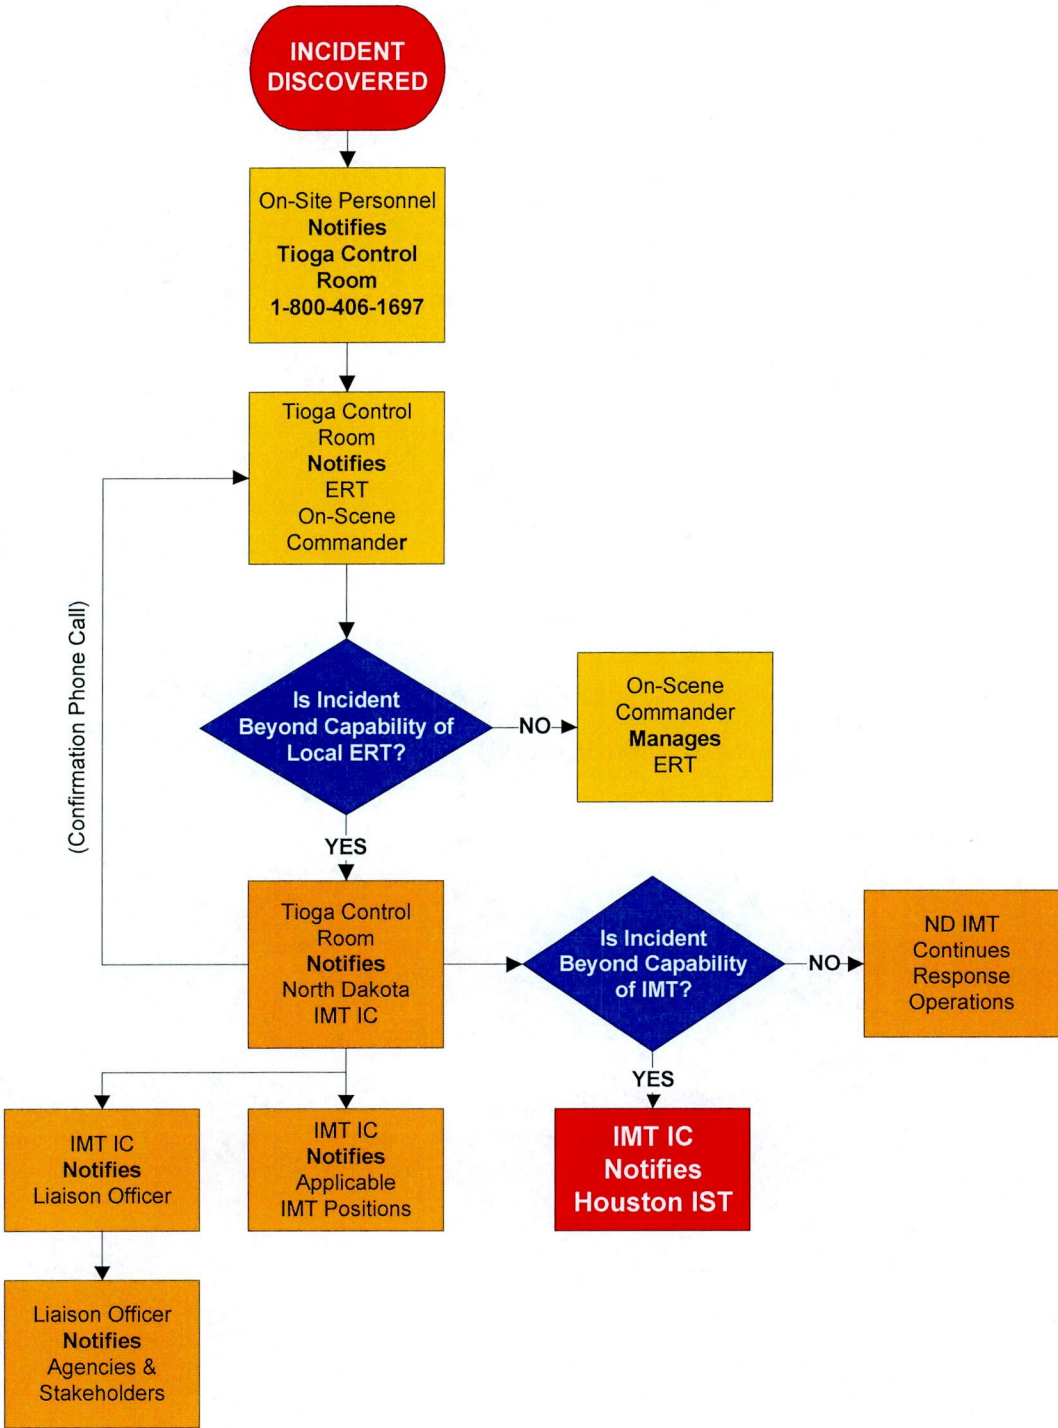 INCIDENT
DISCOVERED
On-Site Personnel
Notifies
Tioga Control
Room
1-800-406-1697
Tioga Control
Room
Notifies
ERT
On-Scene
Commander
(Confirmation Phone Call)
Is Incident
Beyond Capability of
Local ERT?
NO
On-Scene
Commander
Manages
ERT
YES
Tioga Control
Room
Notifies
North Dakota
IMT IC
Is Incident
Beyond Capability
of IMT?
NO
ND IMT
Continues
Response
Operations
YES
IMT IC
Notifies
Liaison Officer
IMT IC
Notifies
Applicable
IMT Positions
IMT IC
Notifies
Houston IST
Liaison Officer
Notifies
Agencies &
Stakeholders